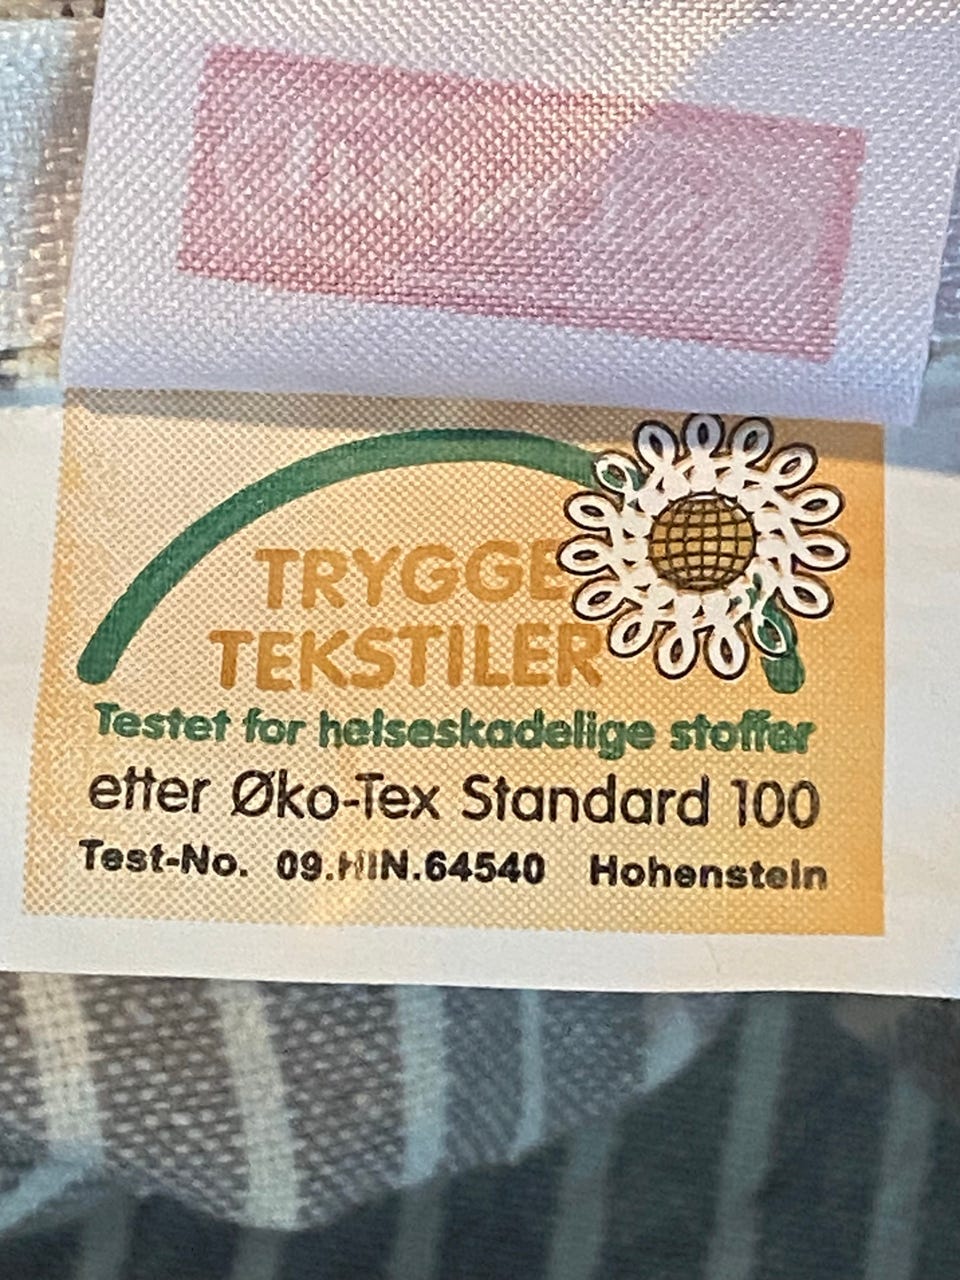 TRYGGE
TEKSTILER
Testet for helseskadelige stoffer
etter Øko-Tex Standard 100
Test-No. 09.HIN.64540 Hohenstein